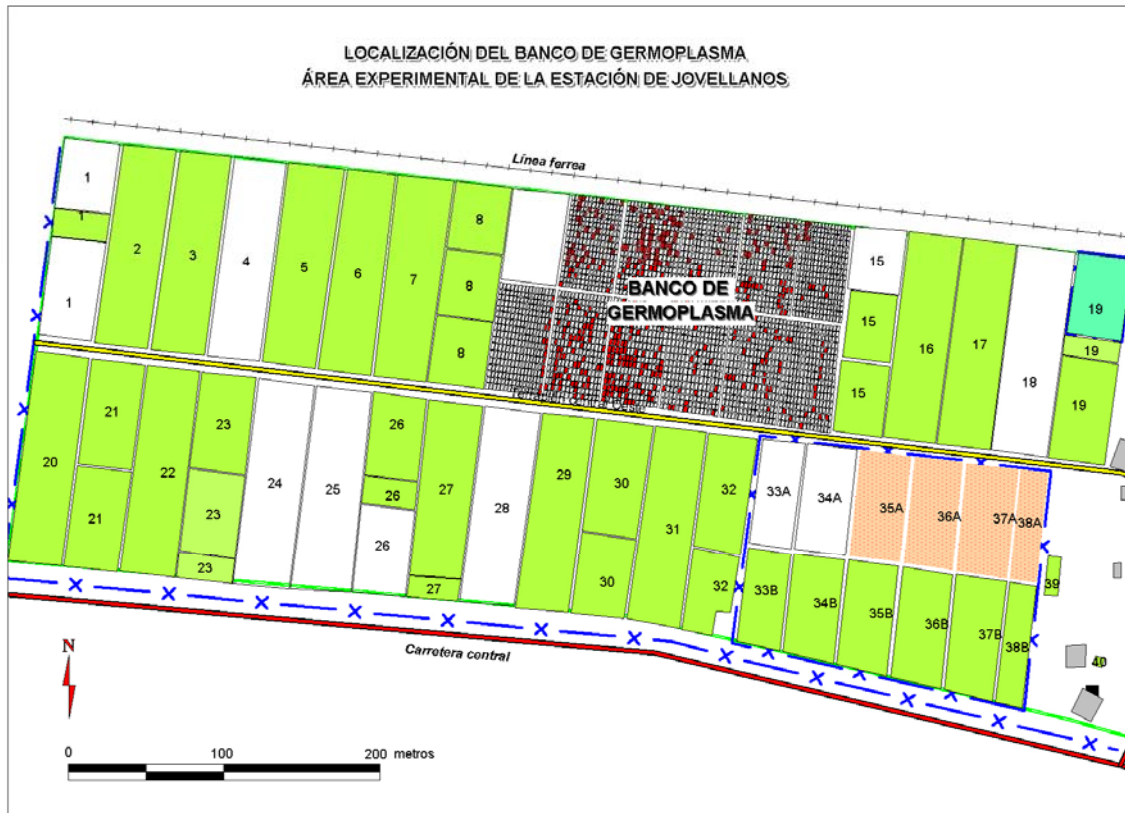 LOCALIZACIÓN DEL BANCO DE GERMOPLASMA
ÁREA EXPERIMENTAL DE LA ESTACIÓN DE JOVELLANOS
Línea ferrea
1
1
1
2
3
4
5
6
7
8
8
8
BANCO DE
GERMOPLASMA
15
15
15
16
17
18
19
19
19
20
21
21
22
23
23
23
24
25
26
26
26
27
27
28
29
30
30
31
32
32
33A
34A
35A
36A
37A
38A
33B
34B
35B
36B
37B
38B
39
40
Carretera central
N
0
100
200 metros